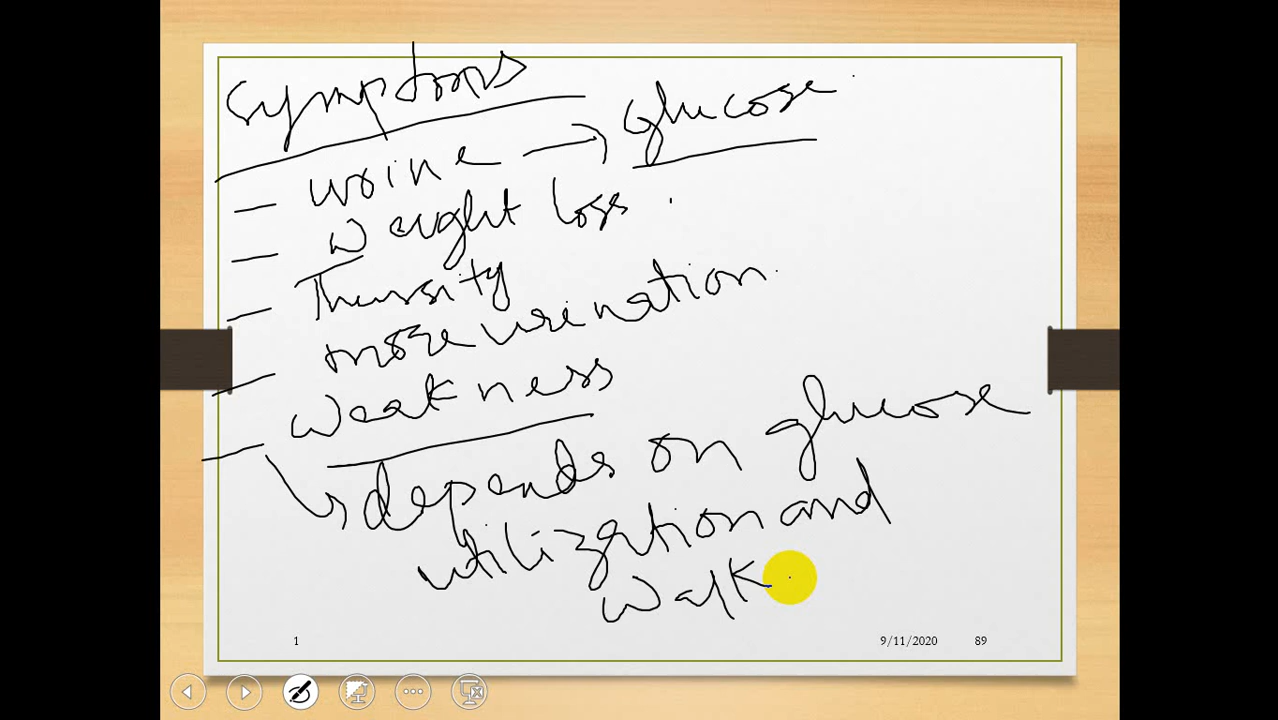 Symptoms
- urine → glucose
- weight loss.
- Thursity
- more urination.
- weakness
↳ depends on glucose
utilization and
walk
1
9/11/2020
89